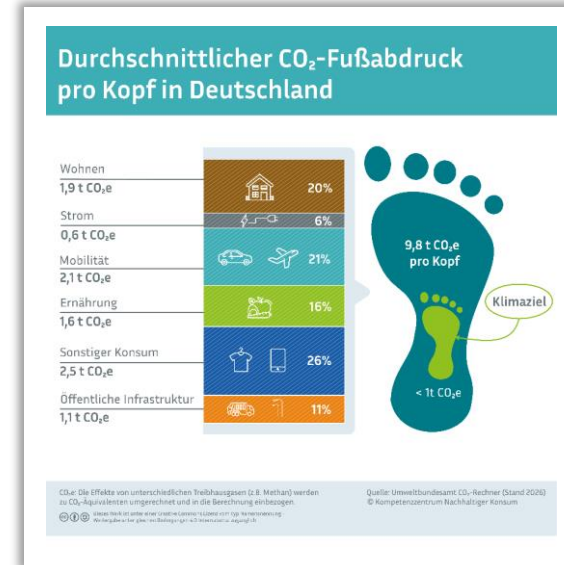 Durchschnittlicher CO₂-Fußabdruck
pro Kopf in Deutschland
Wohnen
1,9 t CO₂e
20%
Strom
0,6 t CO₂e
6%
Mobilität
2,1 t CO₂e
21%
Ernährung
1,6 t CO₂e
16%
Sonstiger Konsum
2,5 t CO₂e
26%
Öffentliche Infrastruktur
1,1 t CO₂e
11%
9,8 t CO₂e
pro Kopf
Klimaziel
< 1t CO₂e
CO₂e: Die Effekte von unterschiedlichen Treibhausgasen (z.B. Methan) werden
zu CO₂-Äquivalenten umgerechnet und in die Berechnung einbezogen.
Quelle: Umweltbundesamt CO₂-Rechner (Stand 2026)
© Kompetenzzentrum Nachhaltiger Konsum